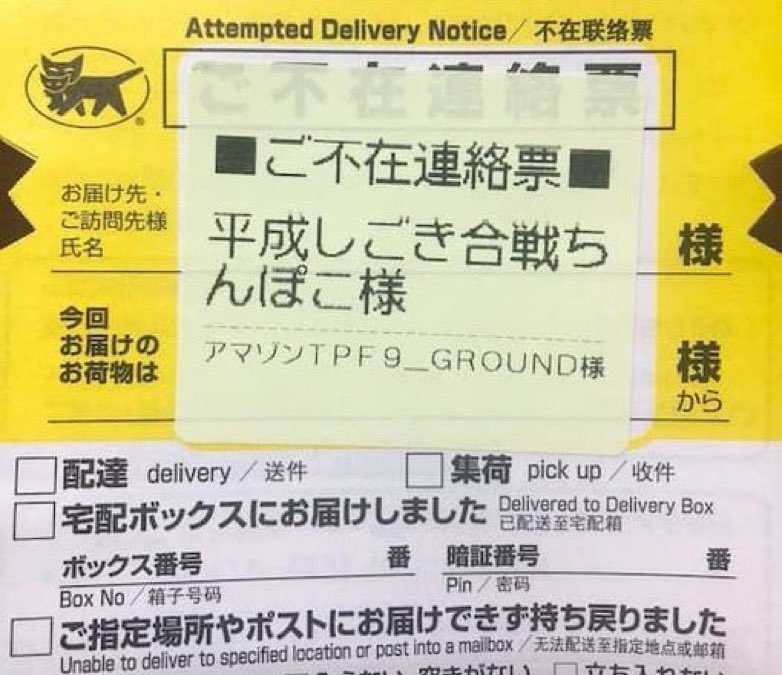 Attempted Delivery Notice／不在联络票
ご不在連絡票
■ご不在連絡票■
お届け先・
ご訪問先様
氏名
平成しごき合戦ち
んぽこ様
様
今回
お届けの
お荷物は
アマゾンTPF9_GROUND様
様
から
配達 delivery／送件
集荷 pick up／收件
宅配ボックスにお届けしました Delivered to Delivery Box
已配送至宅配箱
ボックス番号 番 暗証番号 番
Box No／箱子号码 Pin／密码
ご指定場所やポストにお届けできず持ち戻りました
Unable to deliver to specified location or post into a mailbox／无法配送至指定地点或邮箱